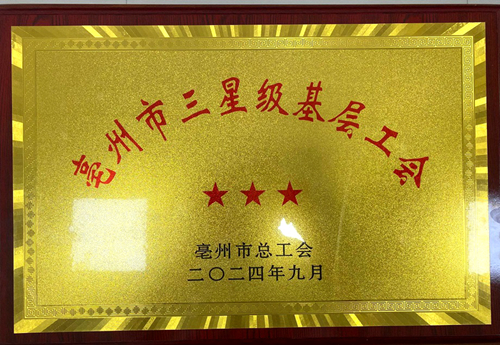 亳州市三星级基层工会
★★★
亳州市总工会
二〇二四年九月